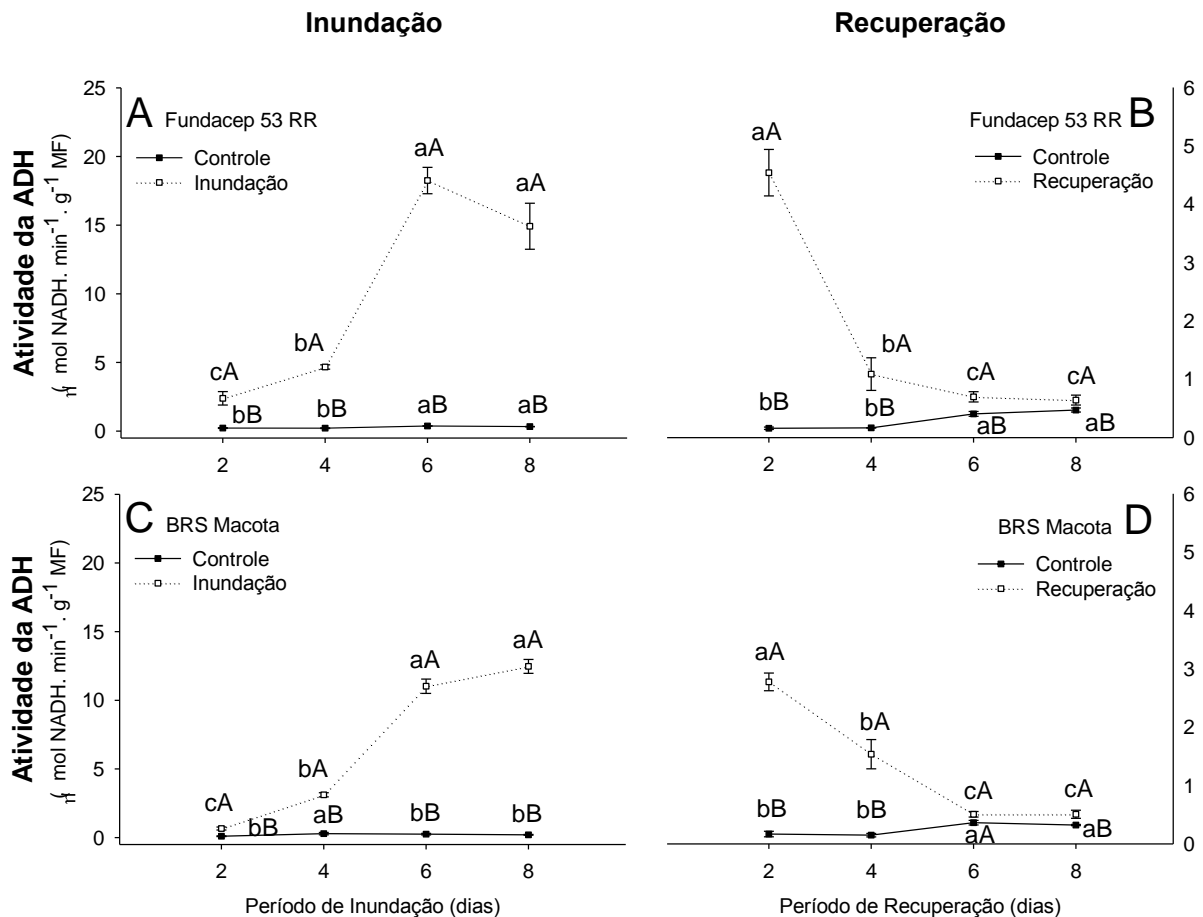 Inundação
Recuperação
A Fundacep 53 RR
Controle
Inundação
Atividade da ADH
mol NADH. min⁻¹. g⁻¹ MF)
25
20
15
10
5
0
cA
bA
aA
aA
bB
bB
aB
aB
2
4
6
8
Fundacep 53 RR B
Controle
Recuperação
6
5
4
3
2
1
0
aA
bA
cA
cA
bB
bB
aB
aB
2
4
6
8
C BRS Macota
Controle
Inundação
Atividade da ADH
mol NADH. min⁻¹. g⁻¹ MF)
25
20
15
10
5
0
cA
bA
aA
aA
bB
aB
bB
bB
2
4
6
8
Período de Inundação (dias)
BRS Macota D
Controle
Recuperação
6
5
4
3
2
1
0
aA
bA
cA
cA
bB
bB
aA
aB
2
4
6
8
Período de Recuperação (dias)